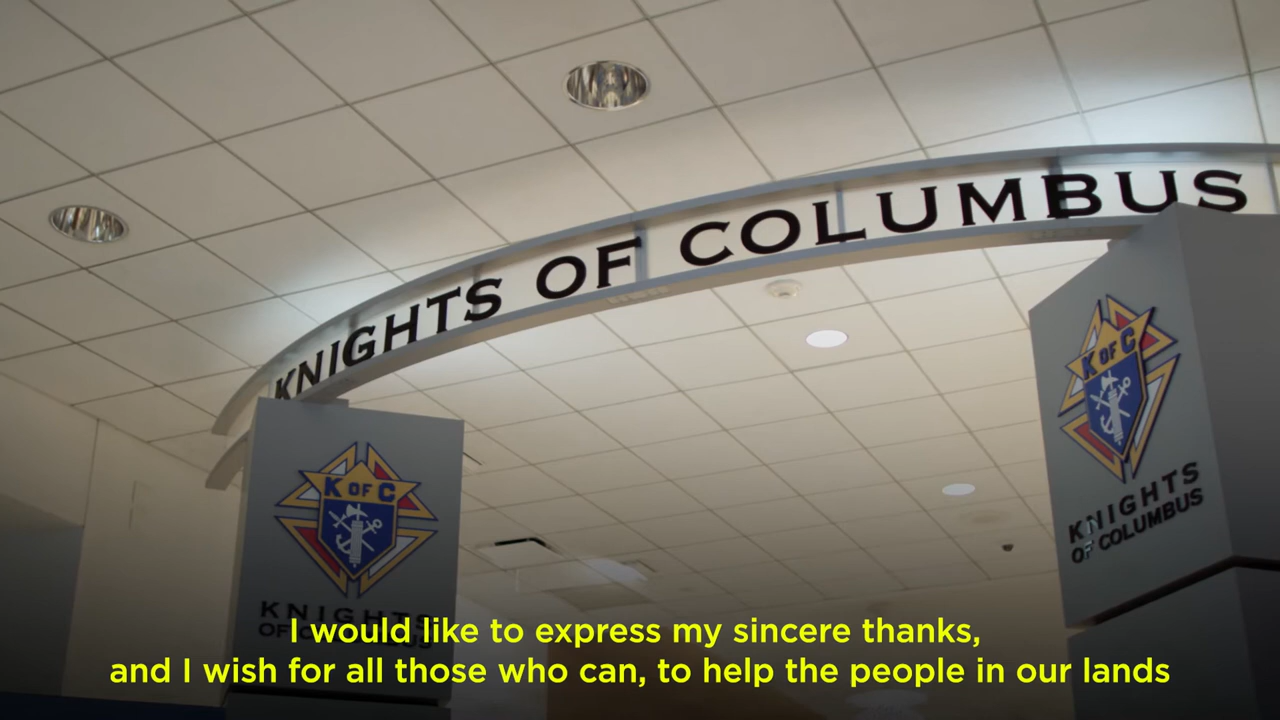 KNIGHTS OF COLUMBUS
K OF C
KNIGHTS
OF COLUMBUS
K OF C
KNIGHTS
I would like to express my sincere thanks,
and I wish for all those who can, to help the people in our lands